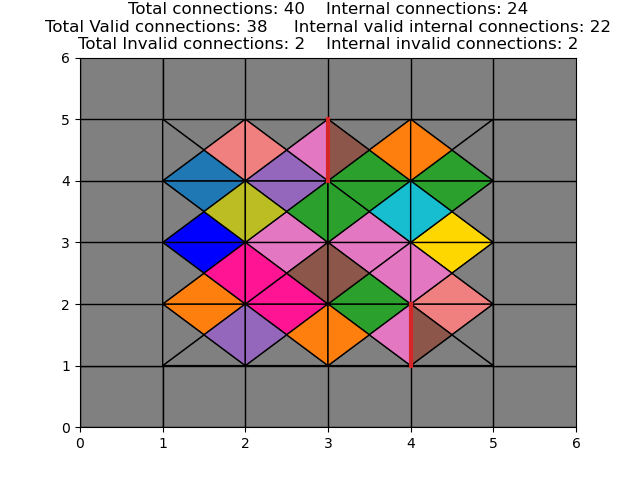 Total connections: 40    Internal connections: 24
Total Valid connections: 38     Internal valid internal connections: 22
Total Invalid connections: 2    Internal invalid connections: 2
6
5
4
3
2
1
0
0 1 2 3 4 5 6